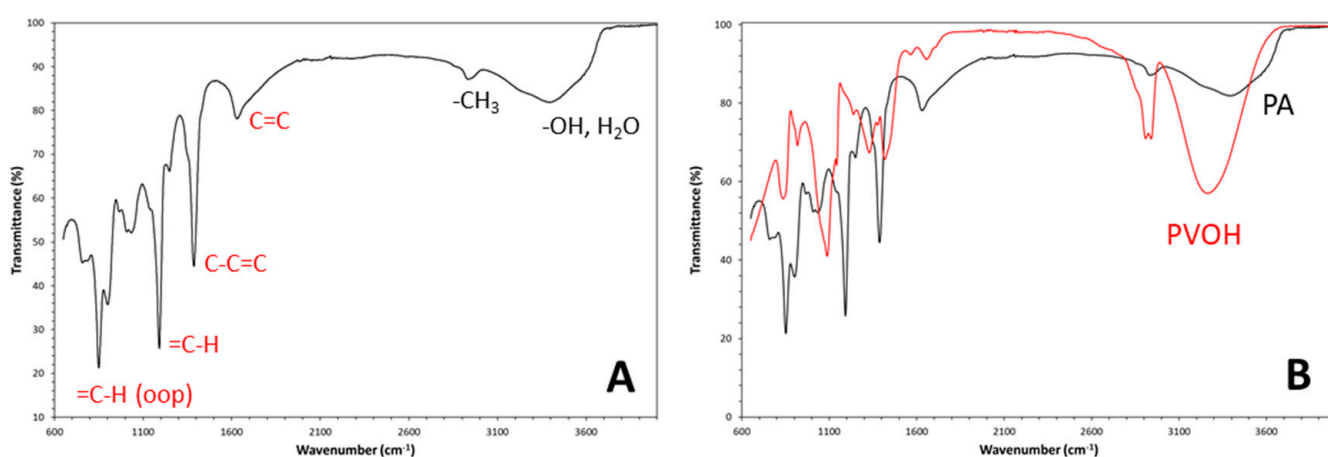 100
90
80
70
60
50
40
30
20
10
600
1100
1600
2100
2600
3100
3600
Transmittance (%)
Wavenumber (cm⁻¹)
C=C
-CH₃
-OH, H₂O
C-C=C
=C-H
=C-H (oop)
A
100
80
60
40
20
0
600
1100
1600
2100
2600
3100
3600
Transmittance (%)
Wavenumber (cm⁻¹)
PA
PVOH
B